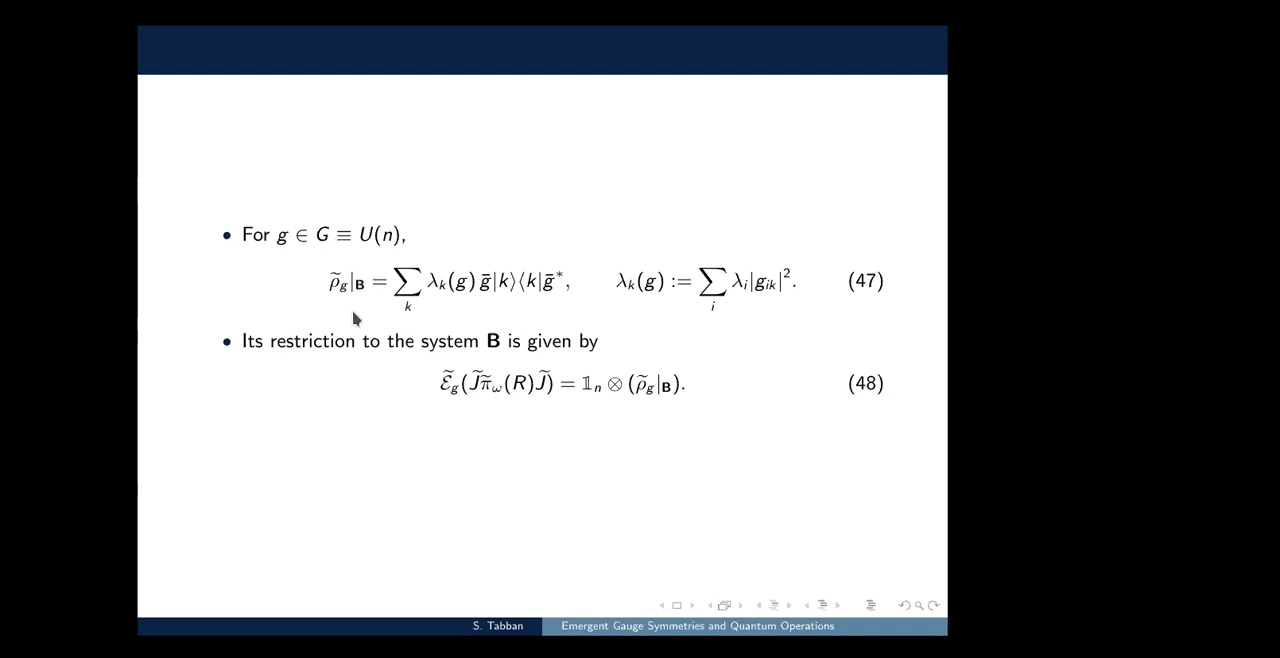 • For g ∈ G ≡ U(n),
ρ̃_g|_B = ∑_k λ_k(g) ḡ|k⟩⟨k|ḡ*, λ_k(g) := ∑_i λ_i|g_ik|². (47)
• Its restriction to the system B is given by
ℰ̃_g(J̃π̃_ω(R)J̃) = 𝟙_n ⊗ (ρ̃_g|_B). (48)
S. Tabban Emergent Gauge Symmetries and Quantum Operations